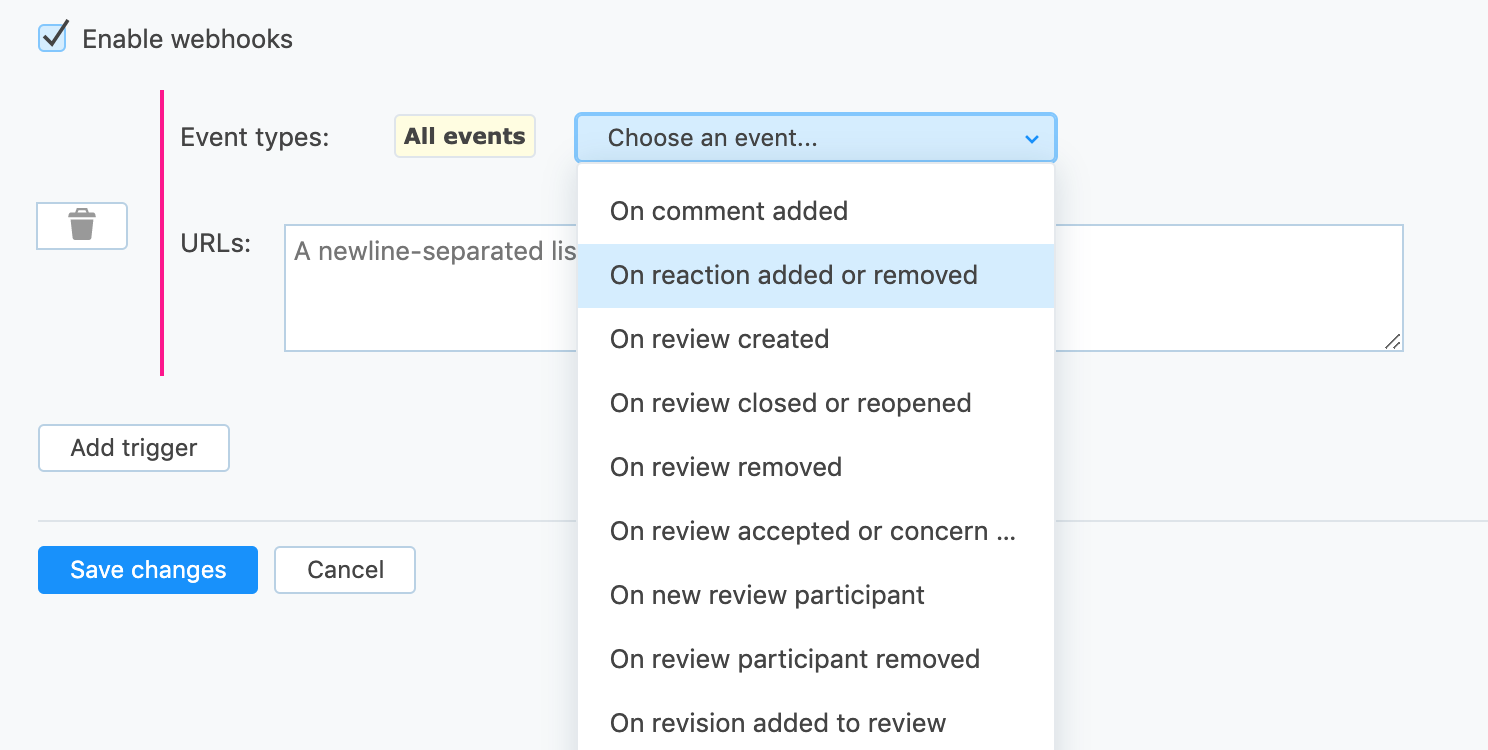 Enable webhooks
Event types:
All events
Choose an event...
On comment added
On reaction added or removed
On review created
On review closed or reopened
On review removed
On review accepted or concern ...
On new review participant
On review participant removed
On revision added to review
URLs:
A newline-separated lis
Add trigger
Save changes
Cancel